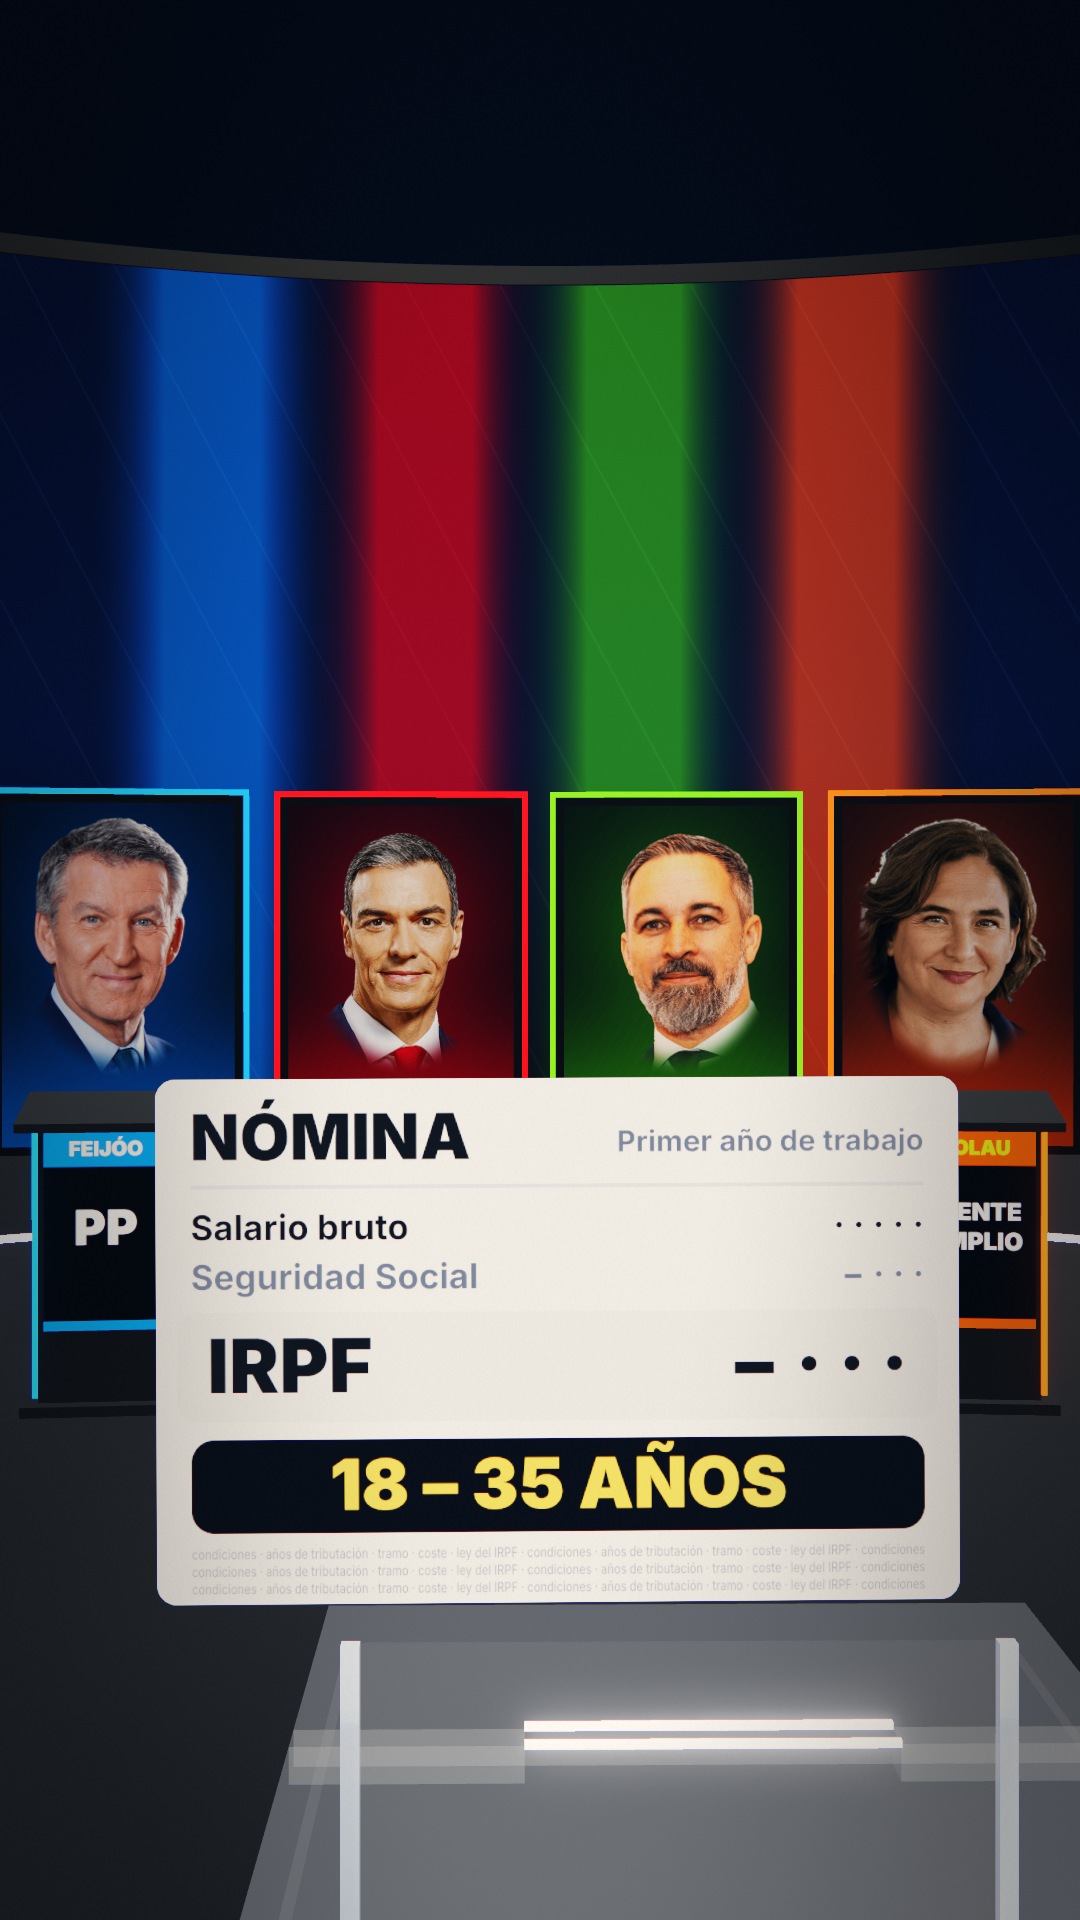 FEIJÓO
PP
OLAU
ENTE
MPLIO
NÓMINA
Primer año de trabajo
Salario bruto · · · · ·
Seguridad Social – · · ·
IRPF – • • •
18 – 35 AÑOS
condiciones · años de tributación · tramo · coste · ley del IRPF · condiciones · años de tributación · tramo · coste · ley del IRPF · condiciones
condiciones · años de tributación · tramo · coste · ley del IRPF · condiciones · años de tributación · tramo · coste · ley del IRPF · condiciones
condiciones · años de tributación · tramo · coste · ley del IRPF · condiciones · años de tributación · tramo · coste · ley del IRPF · condiciones